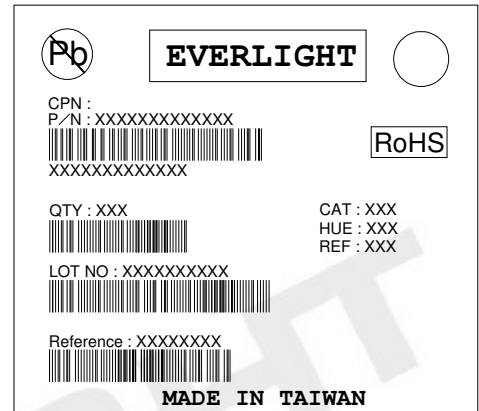 Pb
EVERLIGHT
CPN :
P/N : XXXXXXXXXXXXX
RoHS
XXXXXXXXXXXXX
QTY : XXX
CAT : XXX
HUE : XXX
REF : XXX
LOT NO : XXXXXXXXXX
Reference : XXXXXXXX
MADE IN TAIWAN